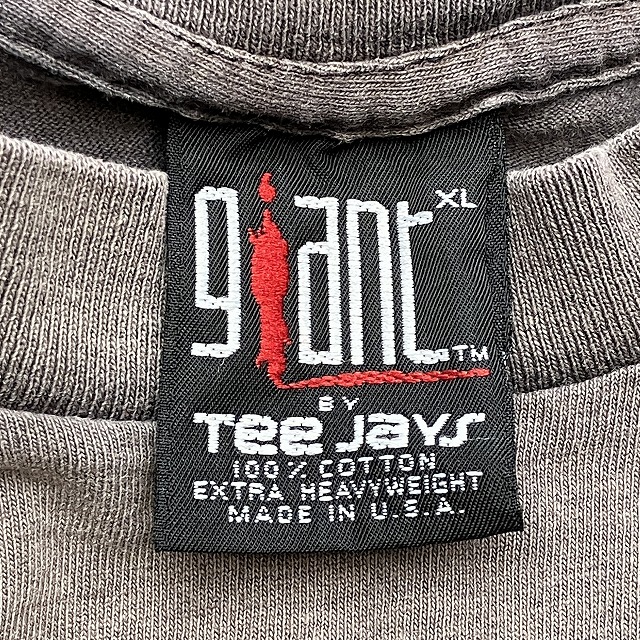 giant XL
TM
BY
Tee Jays
100% COTTON
EXTRA HEAVYWEIGHT
MADE IN U.S.A.